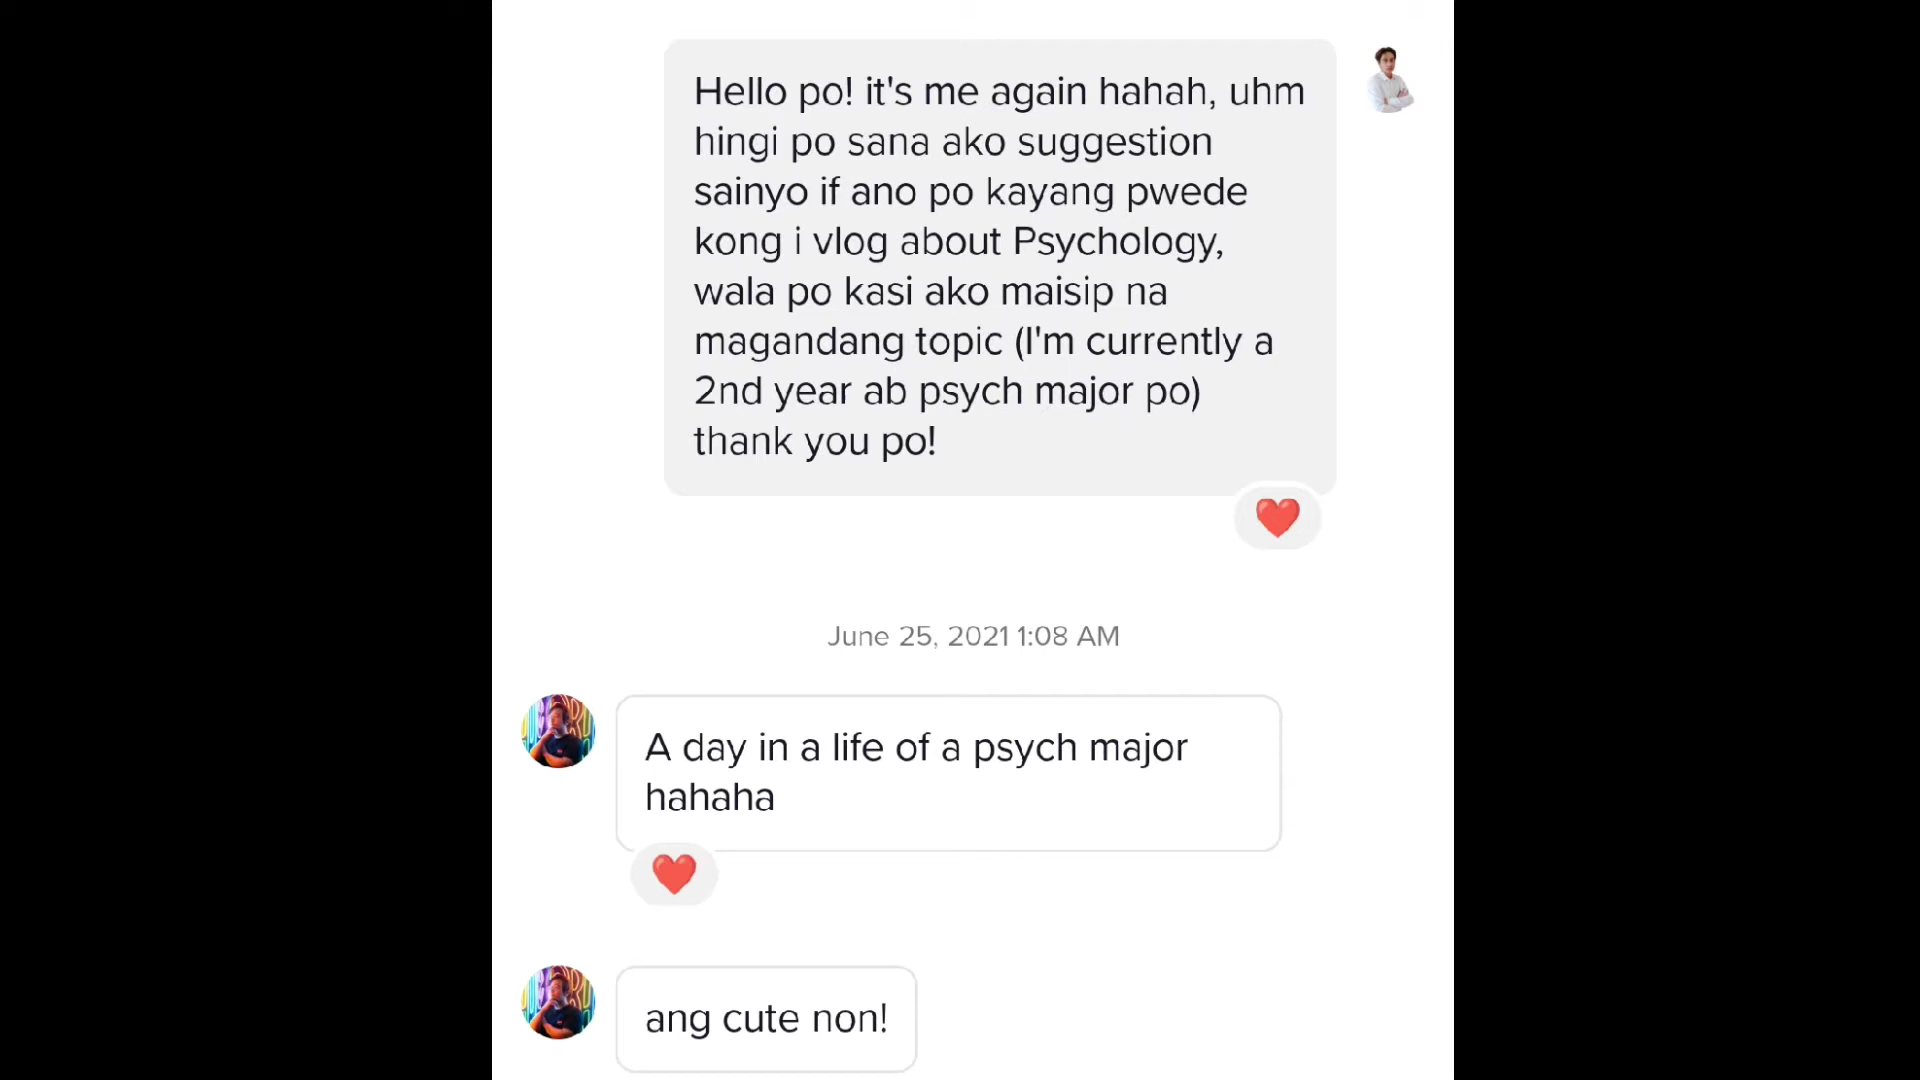 Hello po! it's me again hahah, uhm
hingi po sana ako suggestion
sainyo if ano po kayang pwede
kong i vlog about Psychology,
wala po kasi ako maisip na
magandang topic (I'm currently a
2nd year ab psych major po)
thank you po!
June 25, 2021 1:08 AM
A day in a life of a psych major
hahaha
ang cute non!